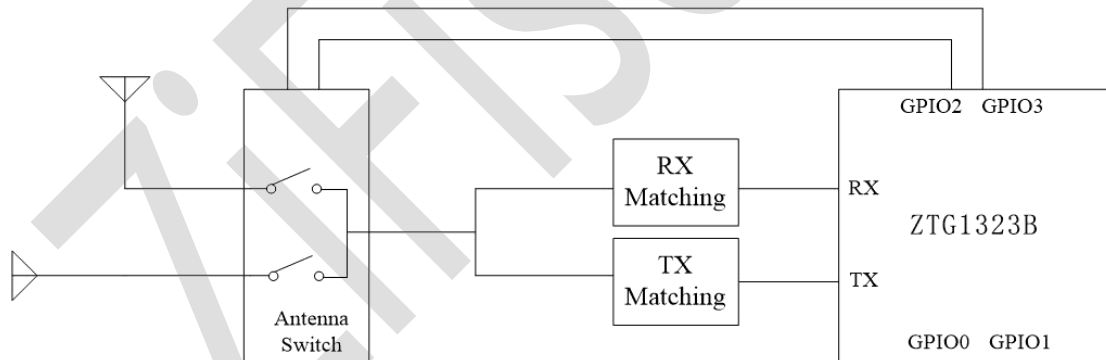 GPIO2 GPIO3
RX
Matching
RX
ZTG1323B
TX
Matching
TX
Antenna
Switch
GPIO0 GPIO1